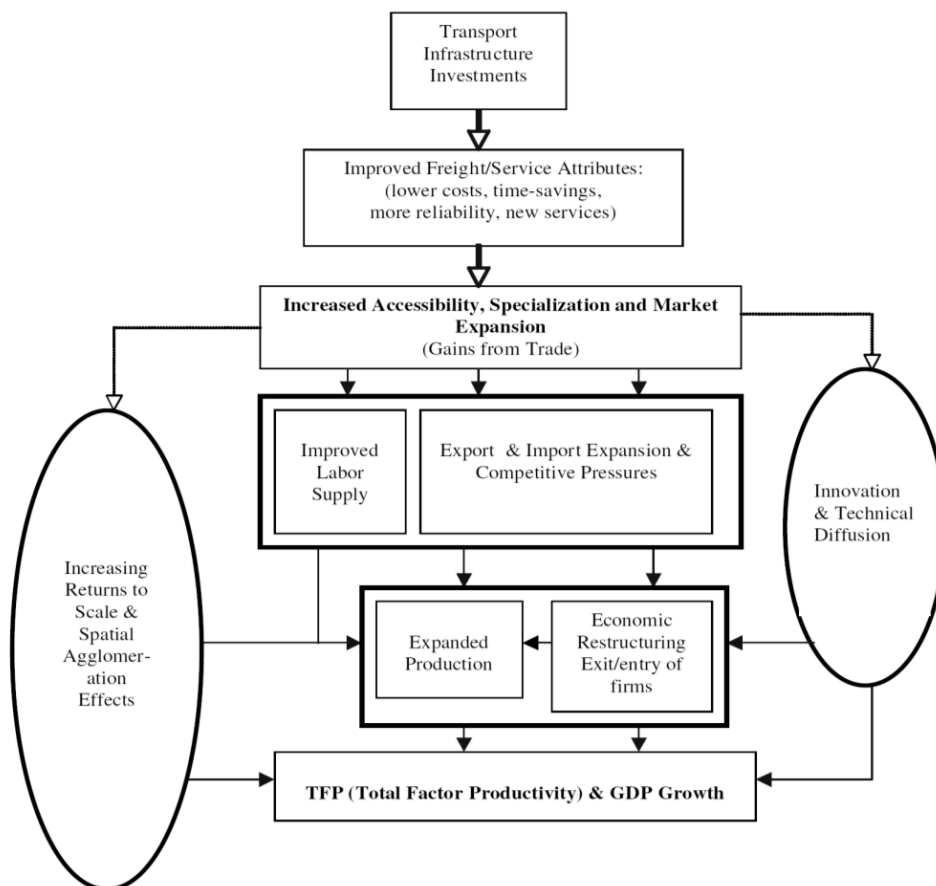 Transport
Infrastructure
Investments
Improved Freight/Service Attributes:
(lower costs, time-savings,
more reliability, new services)
Increased Accessibility, Specialization and Market
Expansion
(Gains from Trade)
Improved
Labor
Supply
Export & Import Expansion &
Competitive Pressures
Innovation
& Technical
Diffusion
Increasing
Returns to
Scale &
Spatial
Agglomer-
ation
Effects
Expanded
Production
Economic
Restructuring
Exit/entry of
firms
TFP (Total Factor Productivity) & GDP Growth